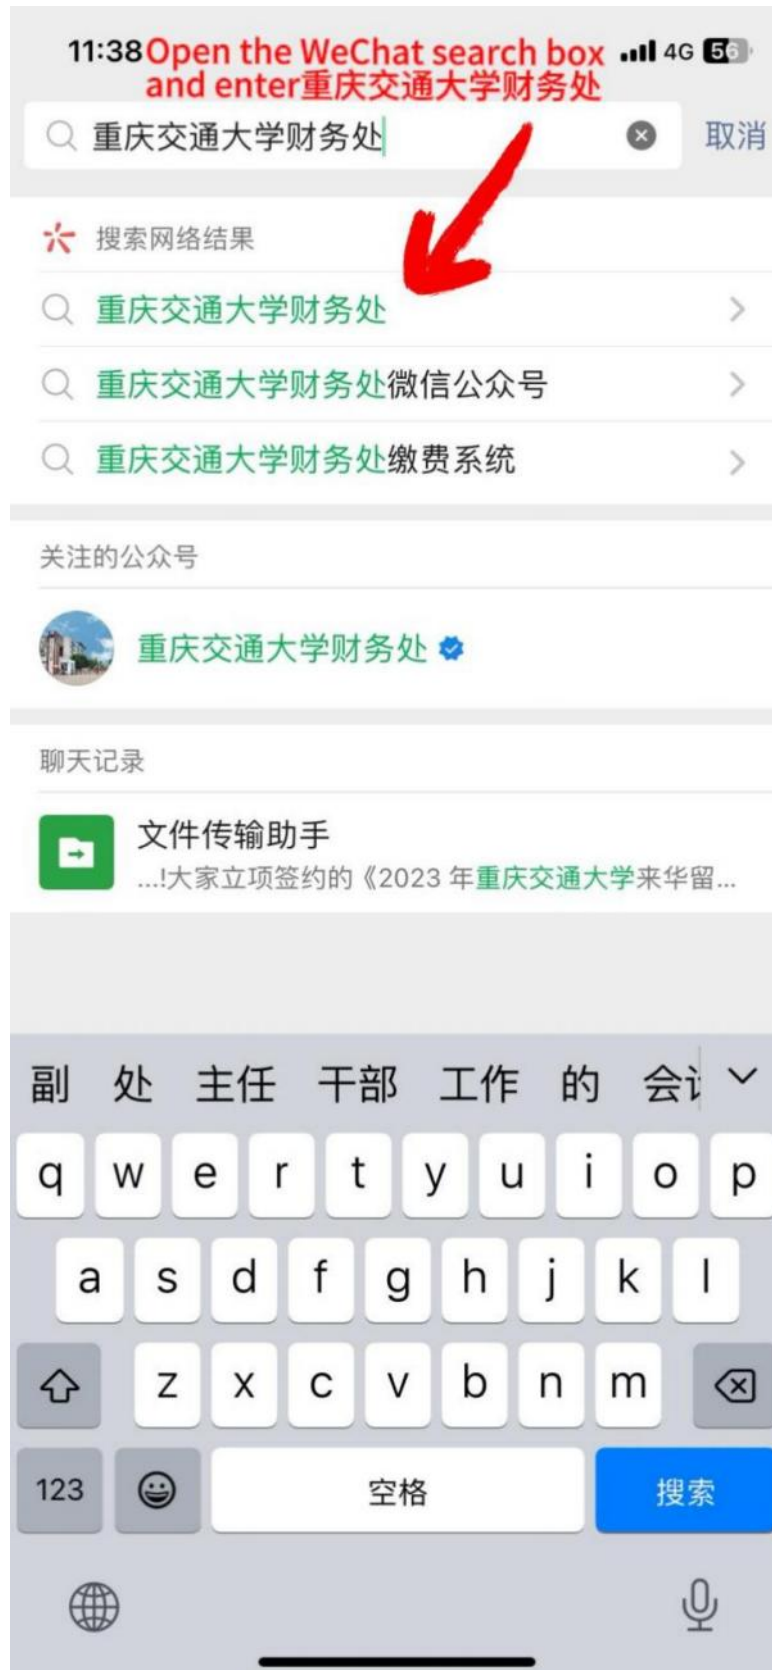 11:38
Open the WeChat search box
and enter重庆交通大学财务处
4G 56
重庆交通大学财务处
取消
搜索网络结果
重庆交通大学财务处
重庆交通大学财务处微信公众号
重庆交通大学财务处缴费系统
关注的公众号
重庆交通大学财务处
聊天记录
文件传输助手
...!大家立项签约的《2023 年重庆交通大学来华留...
副 处 主任 干部 工作 的 会
q w e r t y u i o p
a s d f g h j k l
z x c v b n m
123 空格 搜索